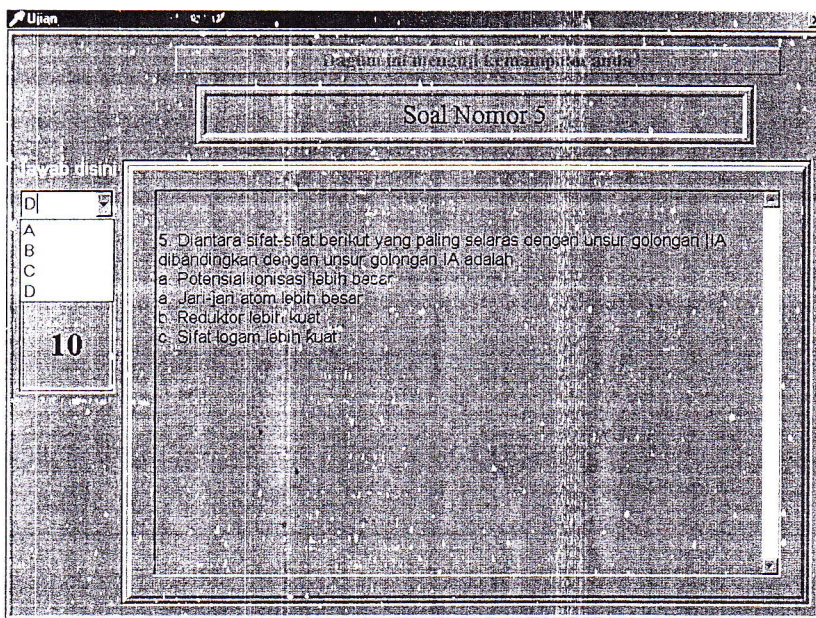 Ujian
Bagian ini menguji kemampuan anda
Soal Nomor 5
Jawab disini
D
A
B
C
D
10
5. Diantara sifat-sifat berikut yang paling selaras dengan unsur golongan IIA
dibandingkan dengan unsur golongan IA adalah
a. Potensial ionisasi lebih besar
a. Jari-jari atom lebih besar
b. Reduktor lebih kuat
c. Sifat logam lebih kuat